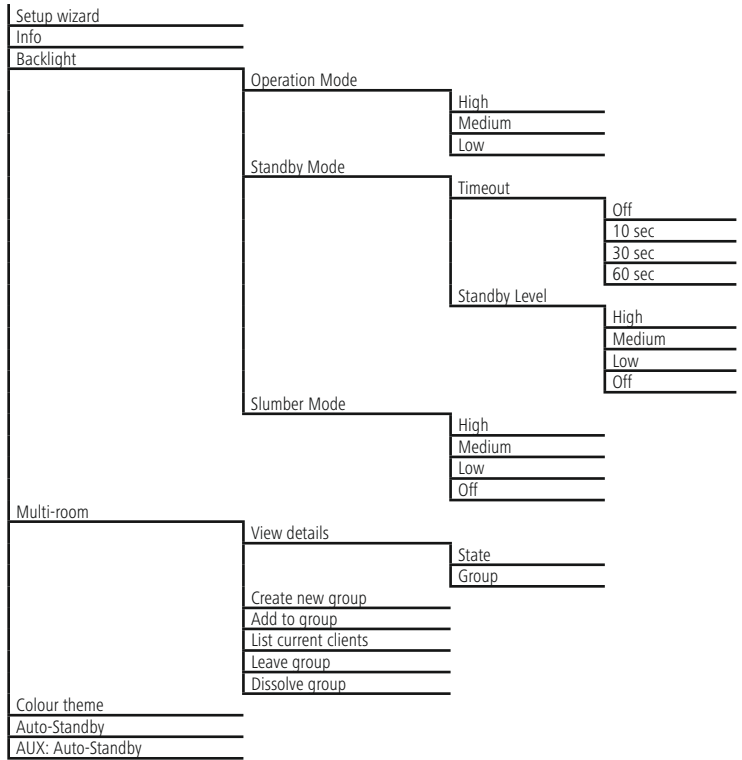 Setup wizard
Info
Backlight
Operation Mode
High
Medium
Low
Standby Mode
Timeout
Off
10 sec
30 sec
60 sec
Standby Level
High
Medium
Low
Off
Slumber Mode
High
Medium
Low
Off
Multi-room
View details
State
Group
Create new group
Add to group
List current clients
Leave group
Dissolve group
Colour theme
Auto-Standby
AUX: Auto-Standby